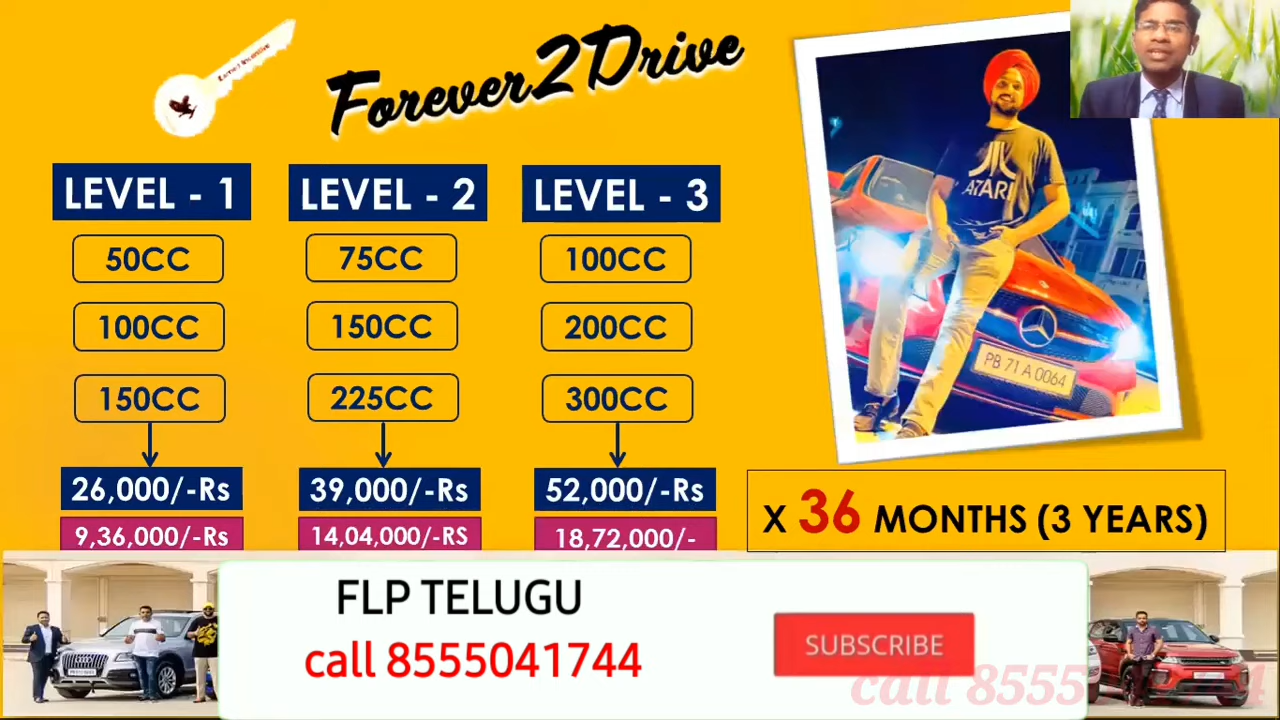 Forever2Drive
LEVEL - 1
LEVEL - 2
LEVEL - 3
50CC
75CC
100CC
100CC
150CC
200CC
150CC
225CC
300CC
26,000/-Rs
39,000/-Rs
52,000/-Rs
9,36,000/-Rs
14,04,000/-RS
18,72,000/-
X 36 MONTHS (3 YEARS)
ATARI
PB 71 A 0064
FLP TELUGU
call 8555041744
SUBSCRIBE
call 8555